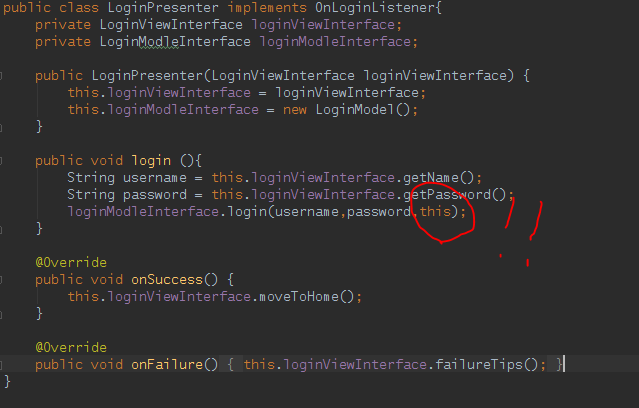 public class LoginPresenter implements OnLoginListener{
private LoginViewInterface loginViewInterface;
private LoginModleInterface loginModleInterface;
public LoginPresenter(LoginViewInterface loginViewInterface) {
this.loginViewInterface = loginViewInterface;
this.loginModleInterface = new LoginModel();
}
public void login (){
String username = this.loginViewInterface.getName();
String password = this.loginViewInterface.getPassword();
loginModleInterface.login(username,password,this);
!!
}
@Override
public void onSuccess() {
this.loginViewInterface.moveToHome();
}
@Override
public void onFailure() { this.loginViewInterface.failureTips(); }
}